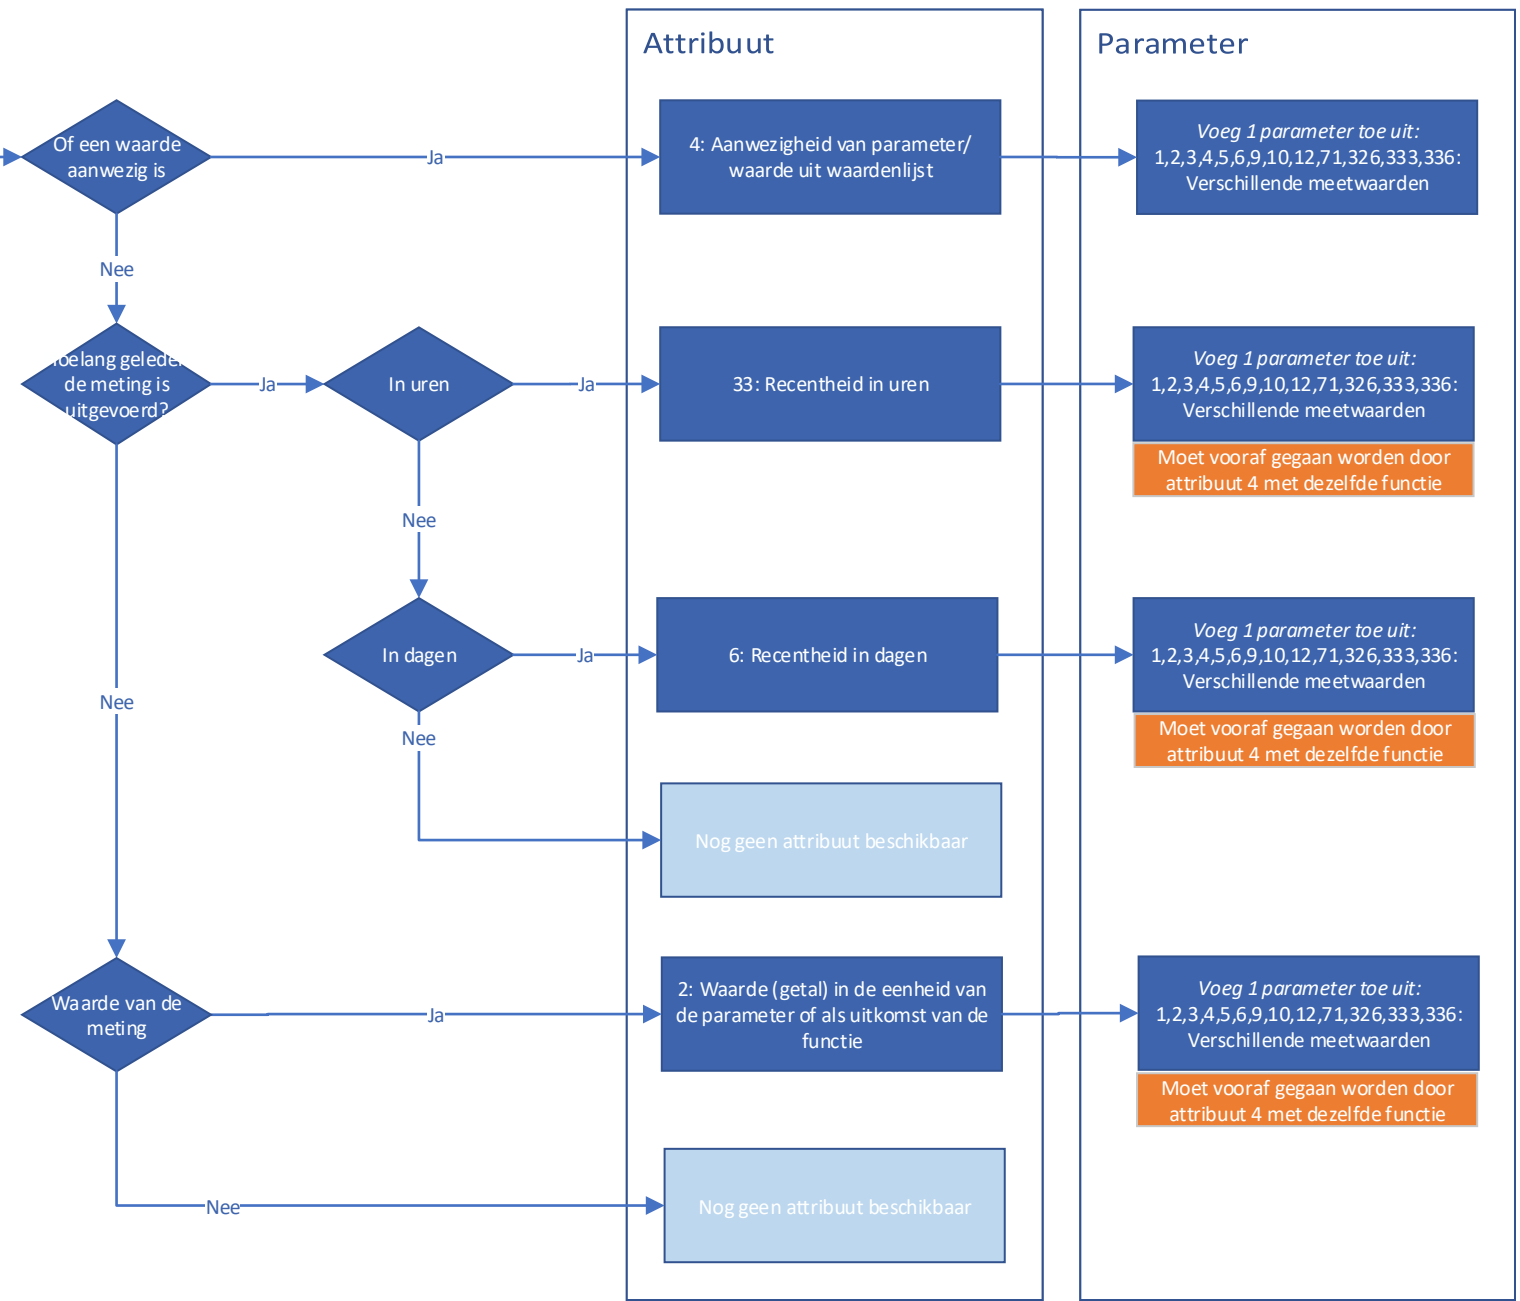 Attribuut
Parameter
Of een waarde
aanwezig is
Ja
4: Aanwezigheid van parameter/
waarde uit waardenlijst
Voeg 1 parameter toe uit:
1,2,3,4,5,6,9,10,12,71,326,333,336:
Verschillende meetwaarden
Nee
oelang gelede
de meting is
uitgevoerd?
Ja
In uren
Ja
33: Recentheid in uren
Voeg 1 parameter toe uit:
1,2,3,4,5,6,9,10,12,71,326,333,336:
Verschillende meetwaarden
Moet vooraf gegaan worden door
attribuut 4 met dezelfde functie
Nee
In dagen
Ja
6: Recentheid in dagen
Voeg 1 parameter toe uit:
1,2,3,4,5,6,9,10,12,71,326,333,336:
Verschillende meetwaarden
Moet vooraf gegaan worden door
attribuut 4 met dezelfde functie
Nee
Nee
Nog geen attribuut beschikbaar
Waarde van de
meting
Ja
2: Waarde (getal) in de eenheid van
de parameter of als uitkomst van de
functie
Voeg 1 parameter toe uit:
1,2,3,4,5,6,9,10,12,71,326,333,336:
Verschillende meetwaarden
Moet vooraf gegaan worden door
attribuut 4 met dezelfde functie
Nee
Nog geen attribuut beschikbaar